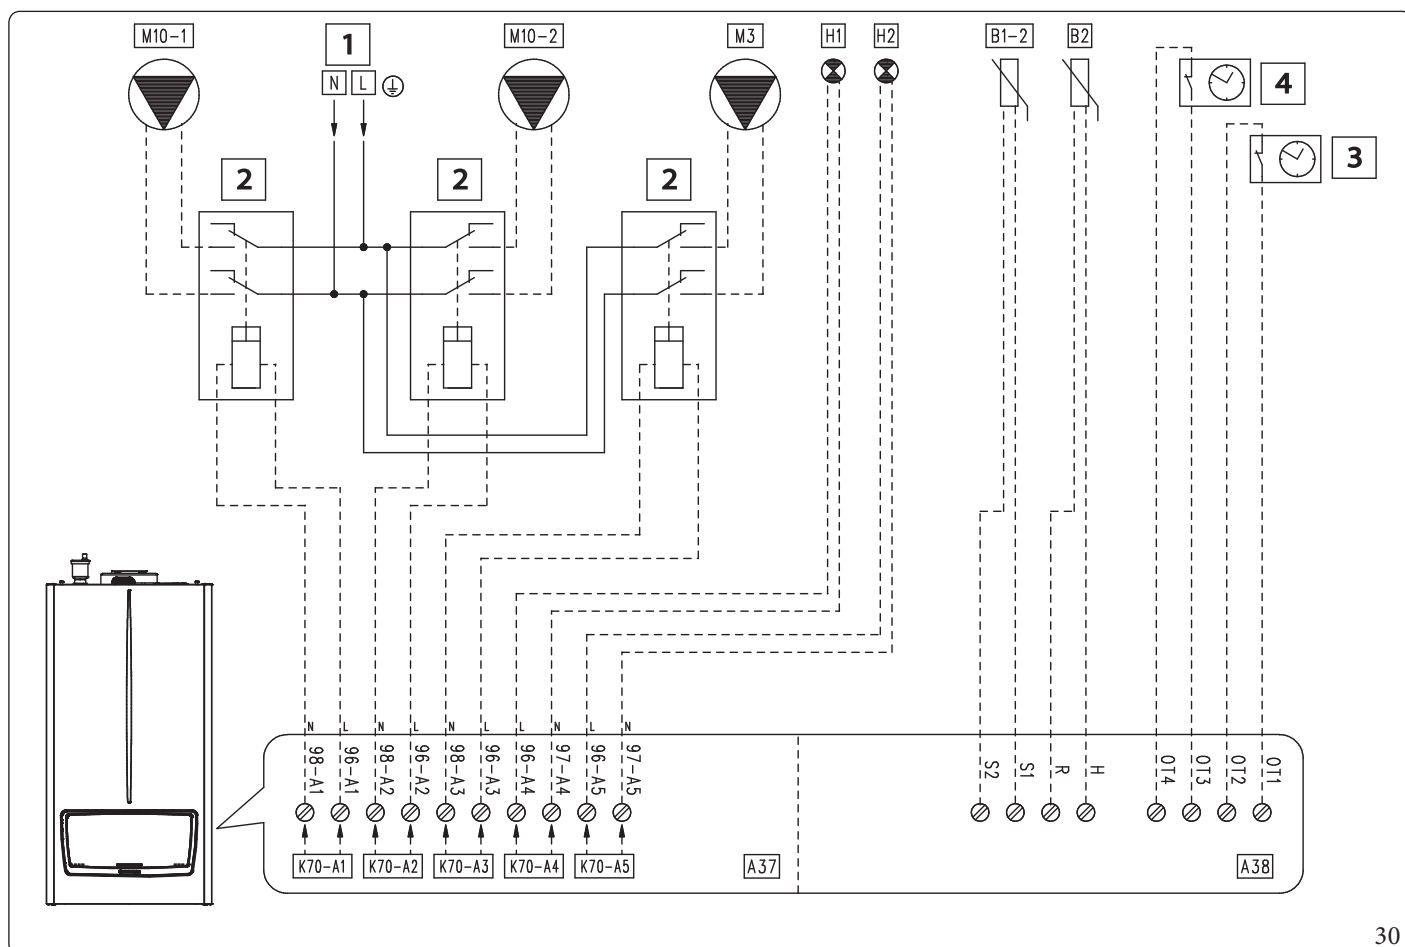 M10-1
1
M10-2
M3
H1
H2
B1-2
B2
N
L
4
3
2
2
2
N
L
N
L
N
L
L
N
L
N
98-A1
96-A1
98-A2
96-A2
98-A3
96-A3
96-A4
97-A4
96-A5
97-A5
S2
S1
R
H
OT4
OT3
OT2
OT1
K70-A1
K70-A2
K70-A3
K70-A4
K70-A5
A37
A38
30